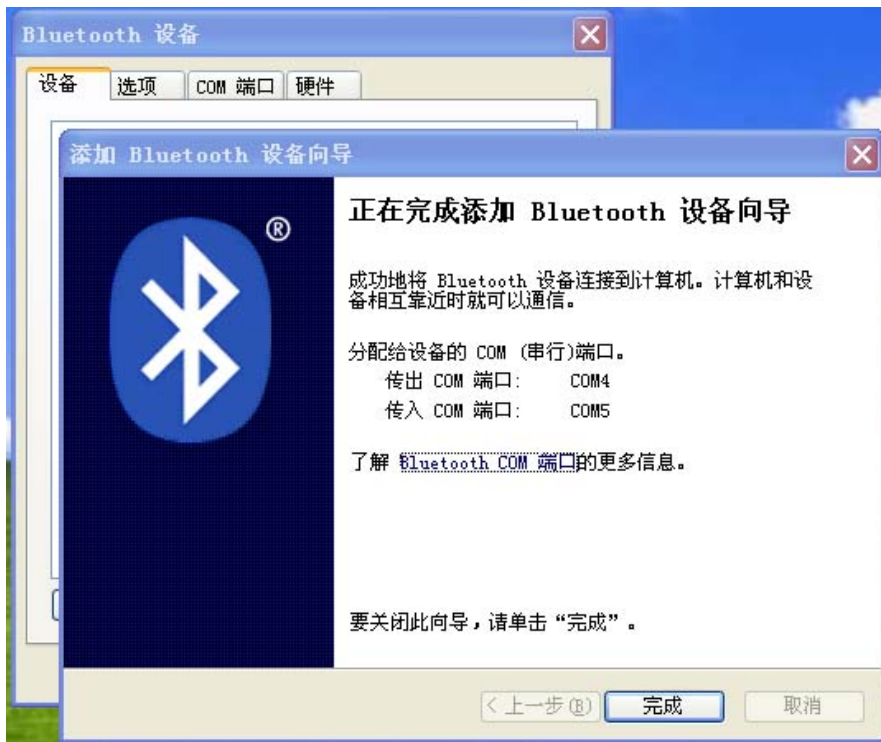 Bluetooth 设备
设备 选项 COM 端口 硬件
添加 Bluetooth 设备向导
正在完成添加 Bluetooth 设备向导
®
成功地将 Bluetooth 设备连接到计算机。计算机和设
备相互靠近时就可以通信。
分配给设备的 COM (串行)端口。
传出 COM 端口: COM4
传入 COM 端口: COM5
了解 Bluetooth COM 端口的更多信息。
要关闭此向导，请单击“完成”。
< 上一步(B) 完成 取消